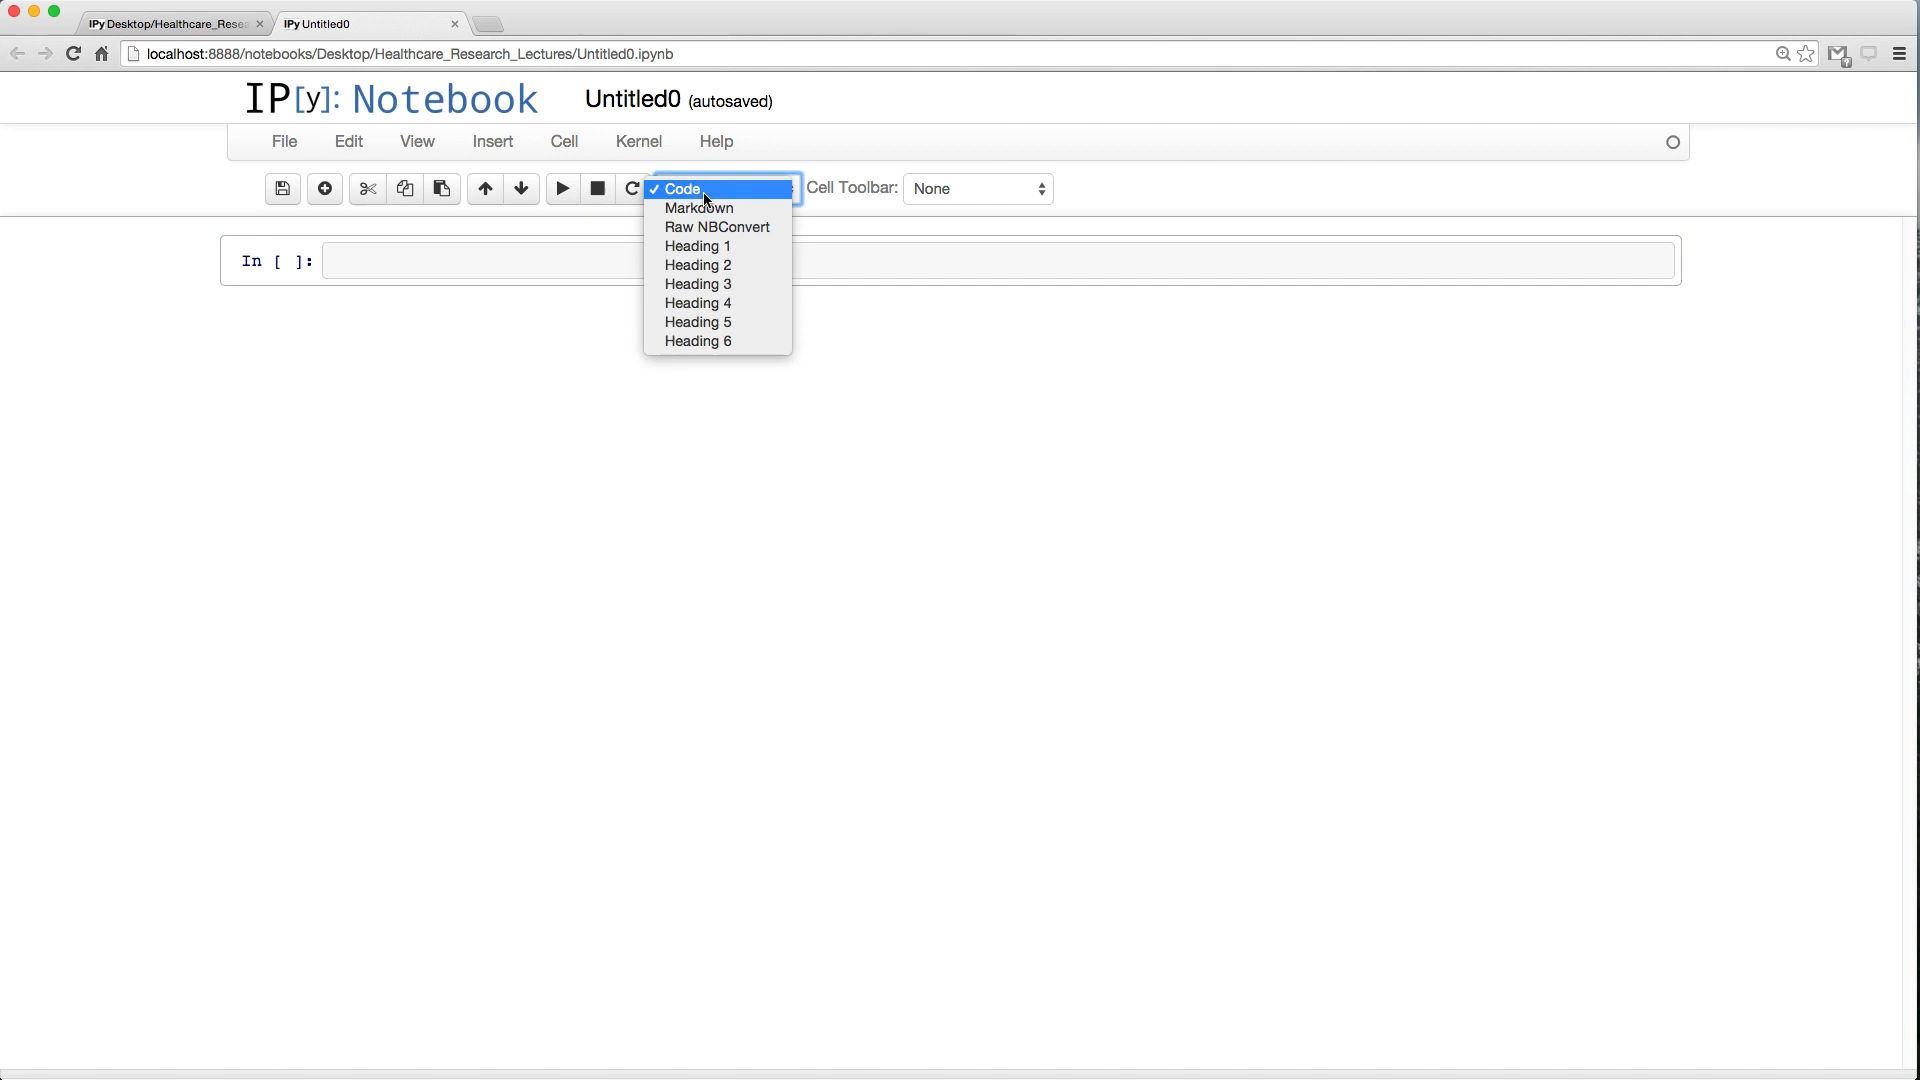 IPy Desktop/Healthcare_Resea
IPy Untitled0
localhost:8888/notebooks/Desktop/Healthcare_Research_Lectures/Untitled0.ipynb
IP[y]: Notebook
Untitled0 (autosaved)
File Edit View Insert Cell Kernel Help
Code
Cell Toolbar: None
Markdown
Raw NBConvert
Heading 1
Heading 2
Heading 3
Heading 4
Heading 5
Heading 6
In [ ]: